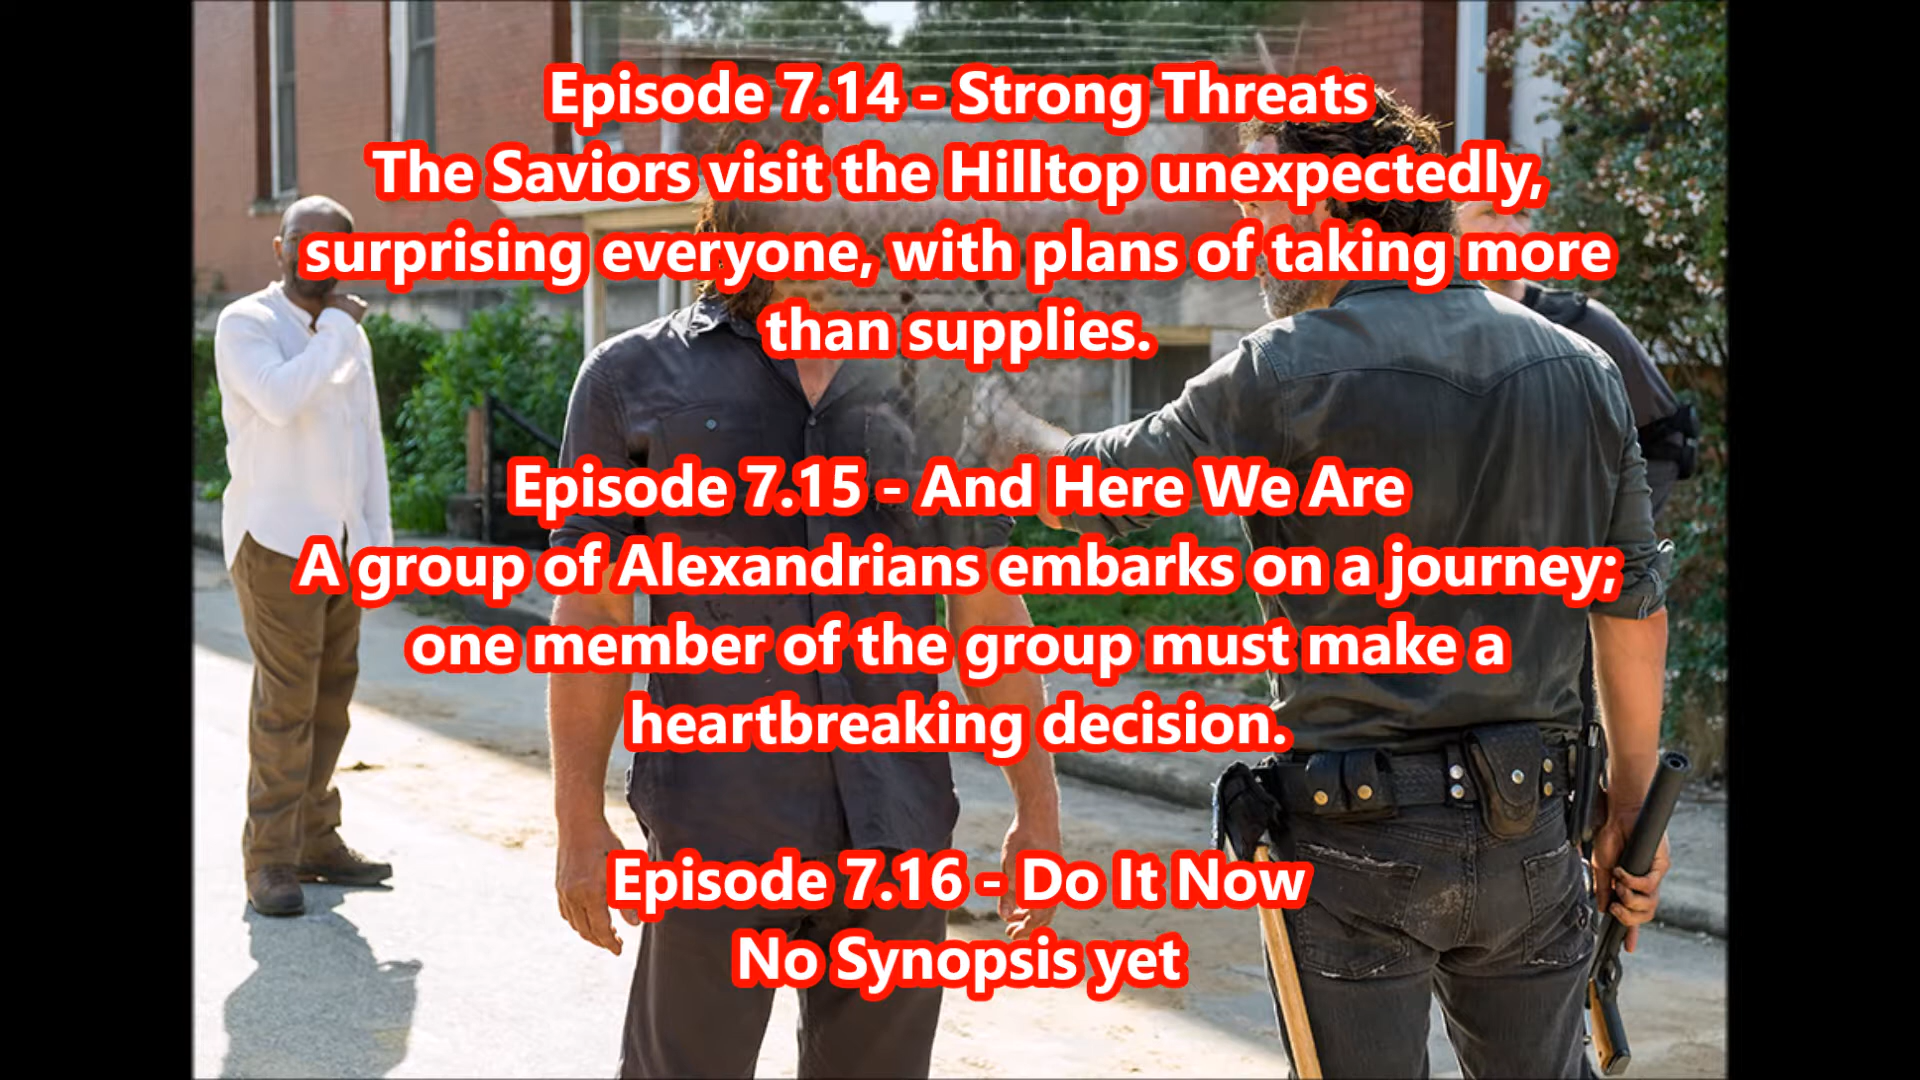 Episode 7.14 - Strong Threats
The Saviors visit the Hilltop unexpectedly,
surprising everyone, with plans of taking more
than supplies.
Episode 7.15 - And Here We Are
A group of Alexandrians embarks on a journey;
one member of the group must make a
heartbreaking decision.
Episode 7.16 - Do It Now
No Synopsis yet